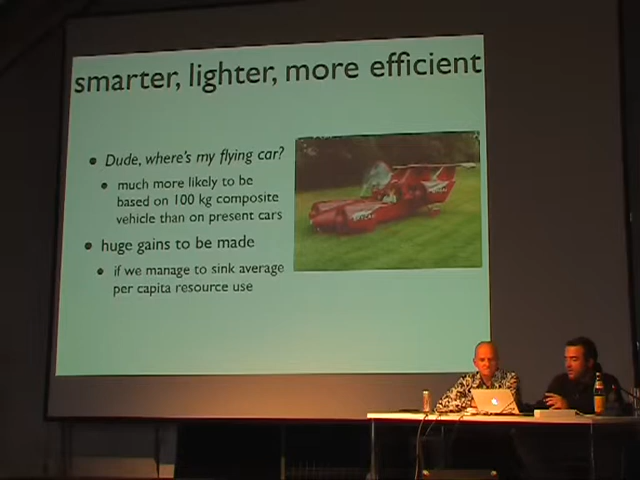 smarter, lighter, more efficient
Dude, where's my flying car?
much more likely to be
based on 100 kg composite
vehicle than on present cars
huge gains to be made
if we manage to sink average
per capita resource use